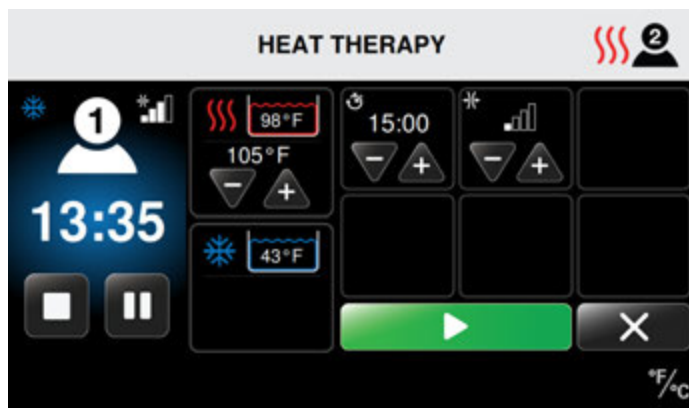 HEAT THERAPY
2
1
13:35
98°F
105°F
- +
43°F
15:00
- +
- +
°F/°C